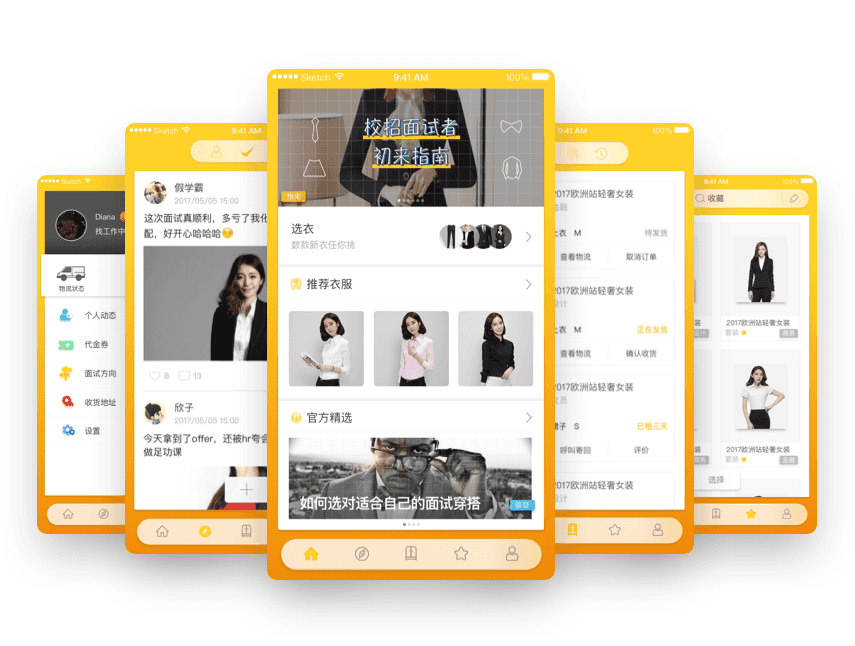 Sketch
9:41 AM
100%
Diana
找工作中
物流状态
个人动态
代金券
面试方向
收货地址
设置
Sketch
9:41 AM
假学霸
2017/05/05 15:00
这次面试真顺利，多亏了我化
配，好开心哈哈哈
8
13
欣子
2017/05/05 15:00
今天拿到了offer，还被hr夸会
做足功课
Sketch
9:41 AM
100%
校招面试者
初来指南
选衣
数款新衣任你挑
推荐衣服
官方精选
如何选对适合自己的面试穿搭
9:41 AM
100%
2017欧洲站轻奢女装
M
待发货
查看物流
取消订单
2017欧洲站轻奢女装
M
正在发货
查看物流
确认收货
2017欧洲站轻奢女装
S
已租三天
呼叫寄回
评价
2017欧洲站轻奢女装
9:41 AM
收藏
2017欧洲站轻奢女装
套装
2017欧洲站轻奢女装
套装
选择